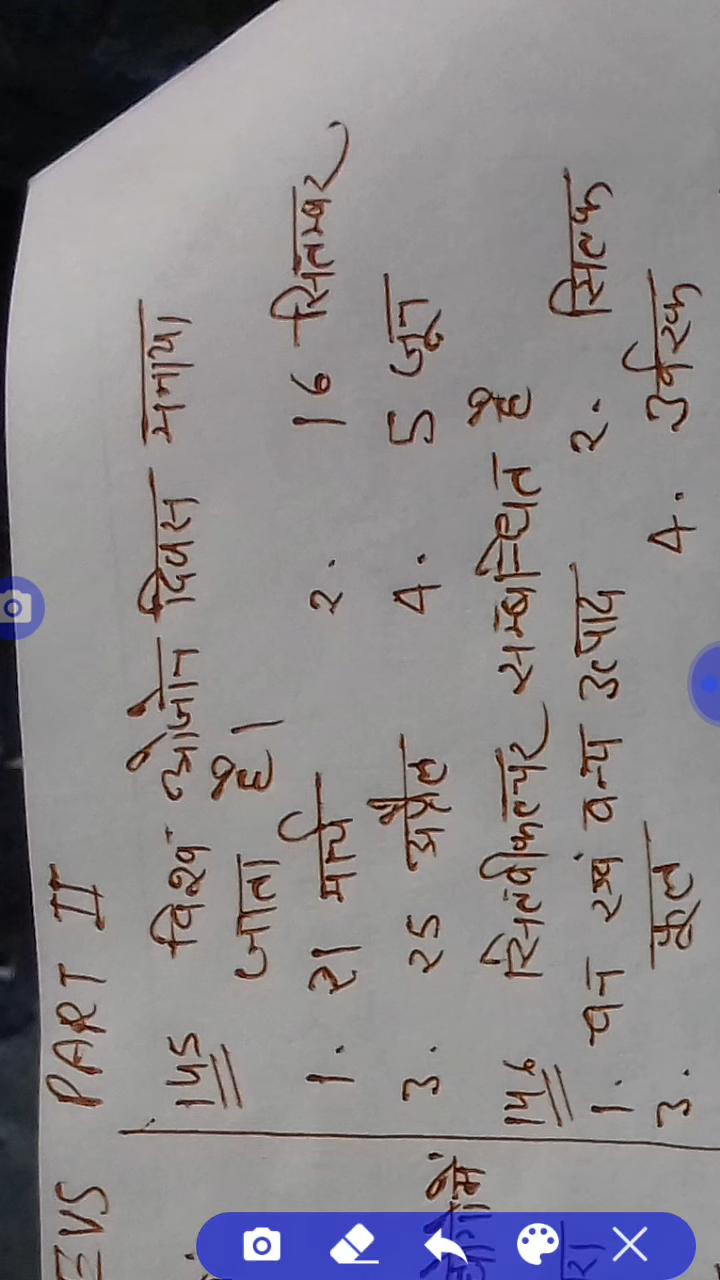 EVS PART II
145 विश्व ओजोन दिवस मनाया
जाता है।
1. 21 मार्च 2. 16 सितम्बर
3. 25 अप्रैल 4. 5 जून
146 सिल्वीकल्चर सम्बन्धित है
1. वन एवं वन्य उत्पाद 2. सिल्क
3. फूल 4. उर्वरक